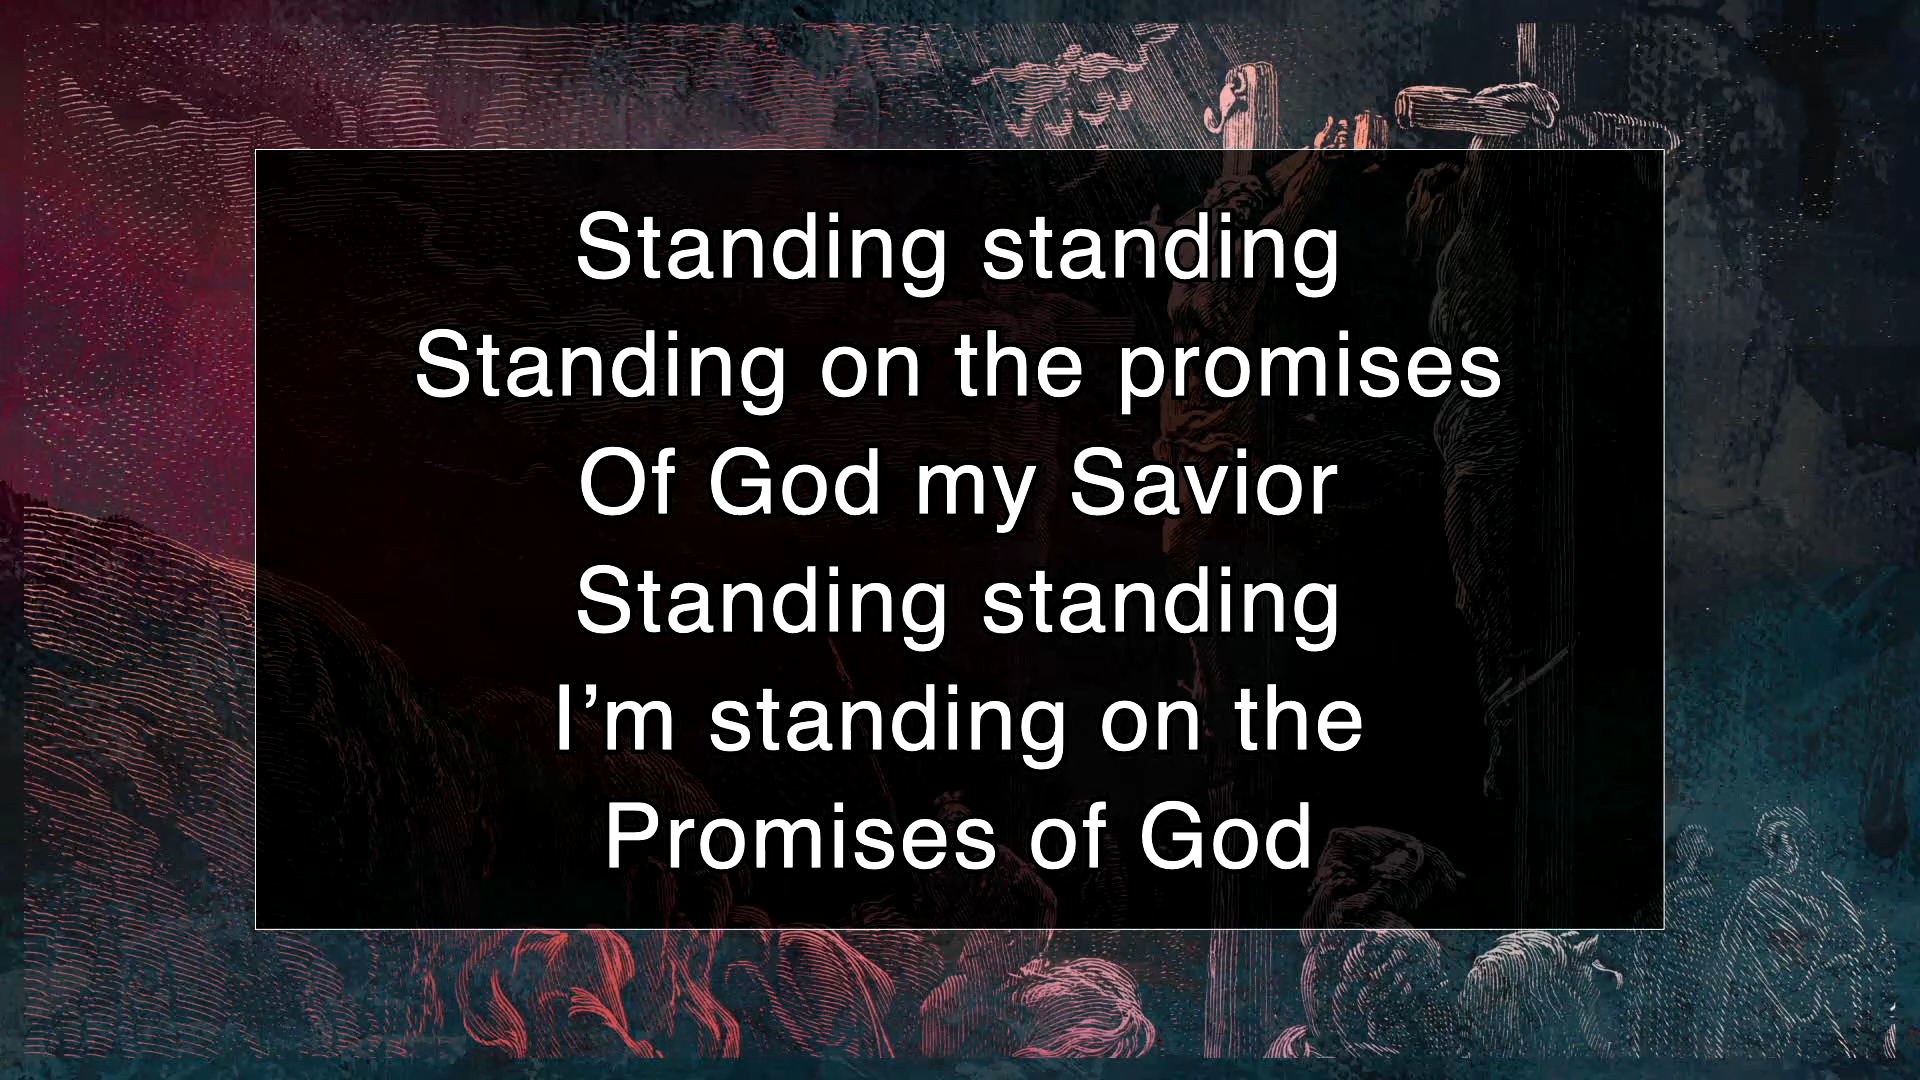 Standing standing
Standing on the promises
Of God my Savior
Standing standing
I’m standing on the
Promises of God